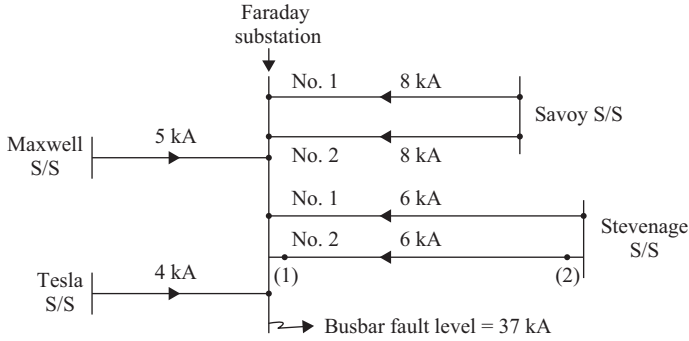 Faraday
substation
No. 1 8 kA
Savoy S/S
Maxwell
S/S
5 kA
No. 2 8 kA
No. 1 6 kA
Stevenage
S/S
No. 2 6 kA
(1) (2)
Tesla
S/S
4 kA
Busbar fault level = 37 kA